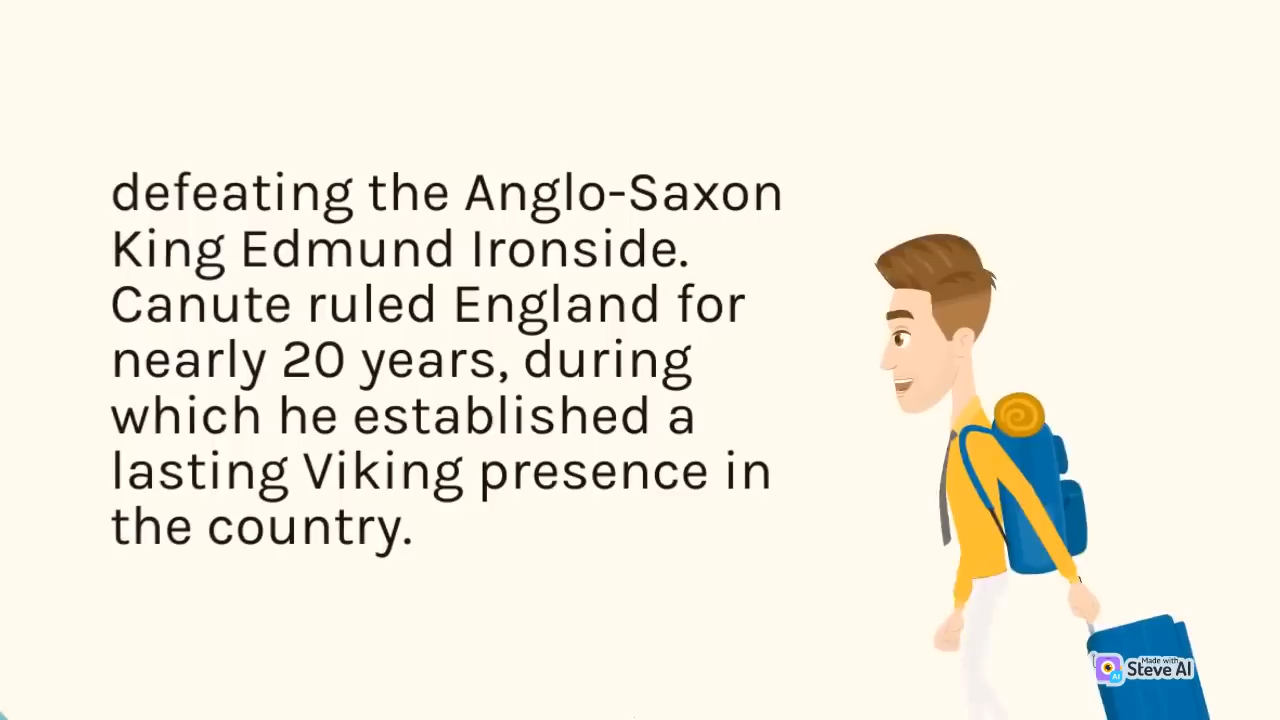 defeating the Anglo-Saxon
King Edmund Ironside.
Canute ruled England for
nearly 20 years, during
which he established a
lasting Viking presence in
the country.
Made with
Steve AI
AI